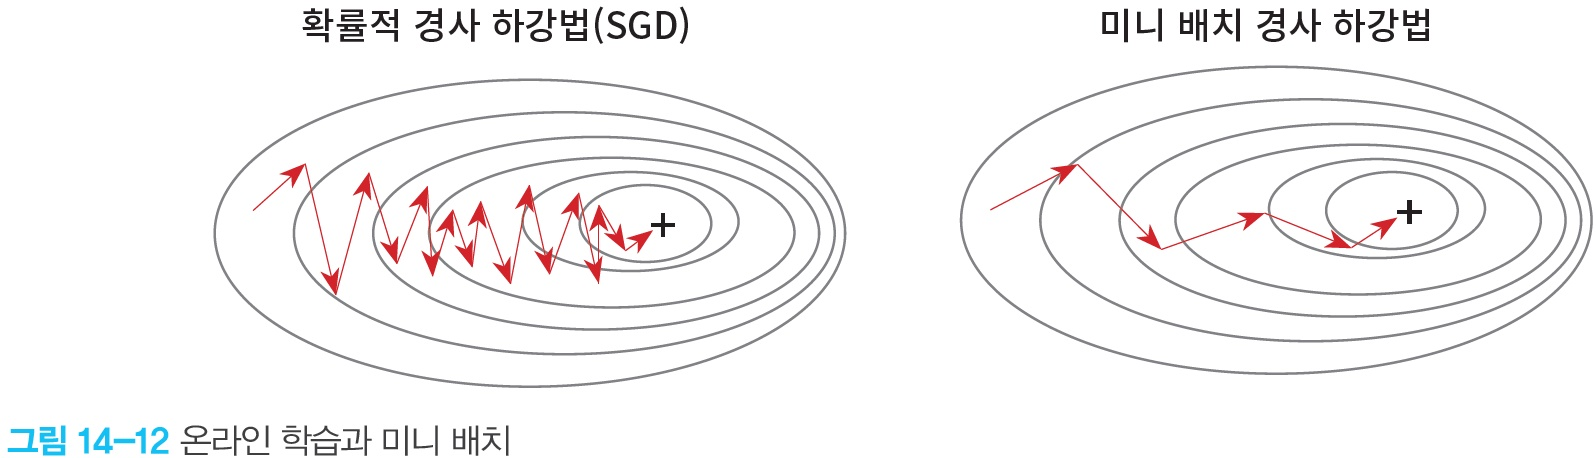 확률적 경사 하강법(SGD)
미니 배치 경사 하강법
그림 14-12 온라인 학습과 미니 배치